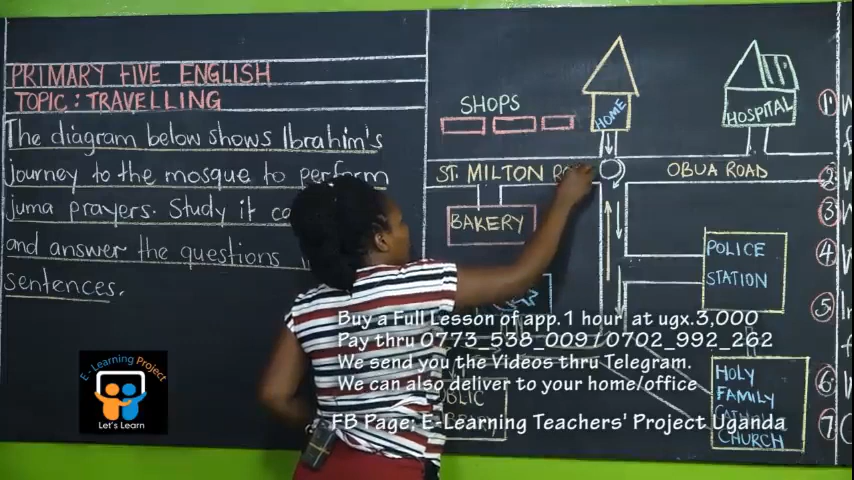 PRIMARY FIVE ENGLISH
TOPIC: TRAVELLING
The diagram below shows Ibrahim's
journey to the mosque to perform
juma prayers. Study it
and answer the questions
sentences.
SHOPS
HOME
HOSPITAL
ST. MILTON
OBUA ROAD
BAKERY
POLICE
STATION
HOLY
FAMILY
CATHOLIC
CHURCH
1
2
3
4
5
6
7
Buy a Full Lesson of app.1 hour at ugx.3,000
Pay thru 0773_538_009/0702_992_262
We send you the Videos thru Telegram.
We can also deliver to your home/office
FB Page; E-Learning Teachers' Project Uganda
E-Learning Project
Let's Learn